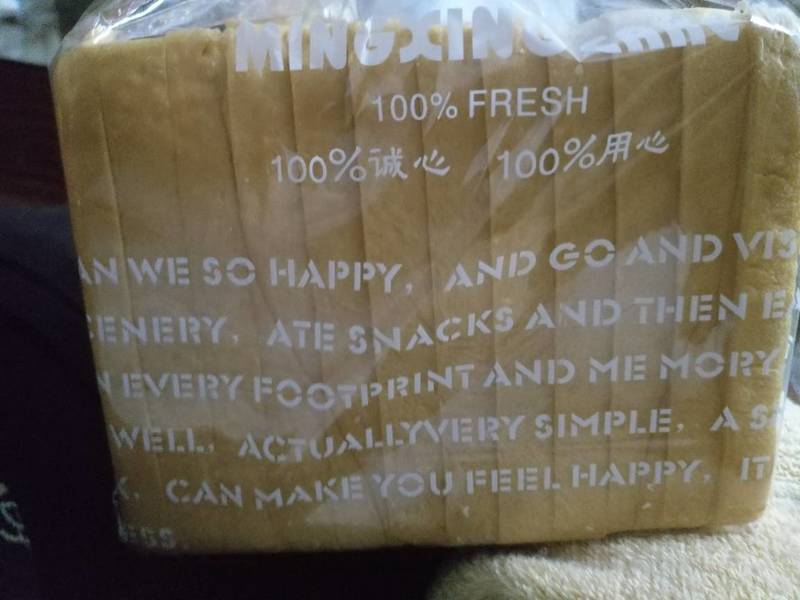 MINGXING
100% FRESH
100%诚心 100%用心
AN WE SO HAPPY, AND GO AND VIS
CENERY, ATE SNACKS AND THEN E
N EVERY FOOTPRINT AND ME MORY
WELL, ACTUALLYVERY SIMPLE, A S
K, CAN MAKE YOU FEEL HAPPY, IT